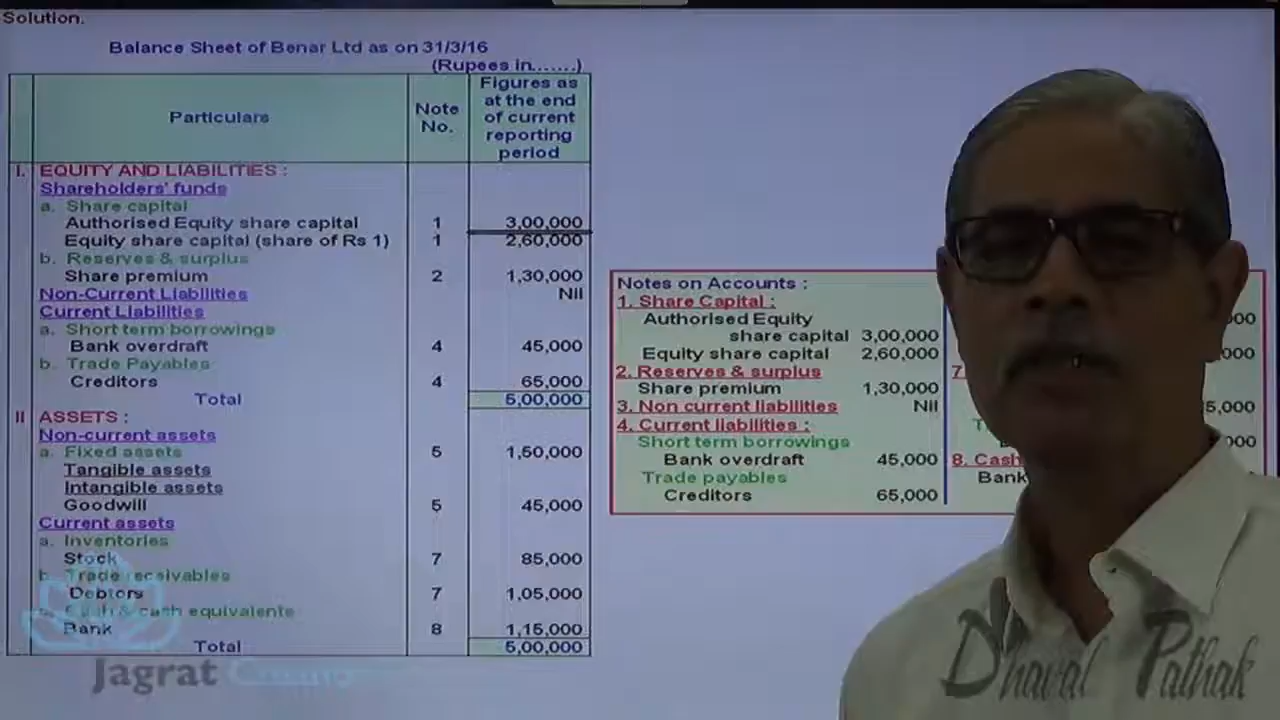 Solution.
Balance Sheet of Benar Ltd as on 31/3/16
(Rupees in.......)
Particulars
Note No.
Figures as at the end of current reporting period
I. EQUITY AND LIABILITIES :
Shareholders' funds
a. Share capital
Authorised Equity share capital 1 3,00,000
Equity share capital (share of Rs 1) 1 2,60,000
b. Reserves & surplus
Share premium 2 1,30,000
Non-Current Liabilities Nil
Current Liabilities
a. Short term borrowings
Bank overdraft 4 45,000
b. Trade Payables
Creditors 4 65,000
Total 5,00,000
II ASSETS :
Non-current assets
a. Fixed assets 5 1,50,000
Tangible assets
Intangible assets
Goodwill 5 45,000
Current assets
a. Inventories
Stock 7 85,000
b. Trade receivables
Debtors 7 1,05,000
Cash & cash equivalents
Bank 8 1,15,000
Total 5,00,000
Notes on Accounts :
1. Share Capital :
Authorised Equity
share capital 3,00,000
Equity share capital 2,60,000
2. Reserves & surplus
Share premium 1,30,000
3. Non current liabilities Nil
4. Current liabilities :
Short term borrowings
Bank overdraft 45,000
Trade payables
Creditors 65,000
7
8. Cash
Bank
Jagrat
Dhaval Pathak